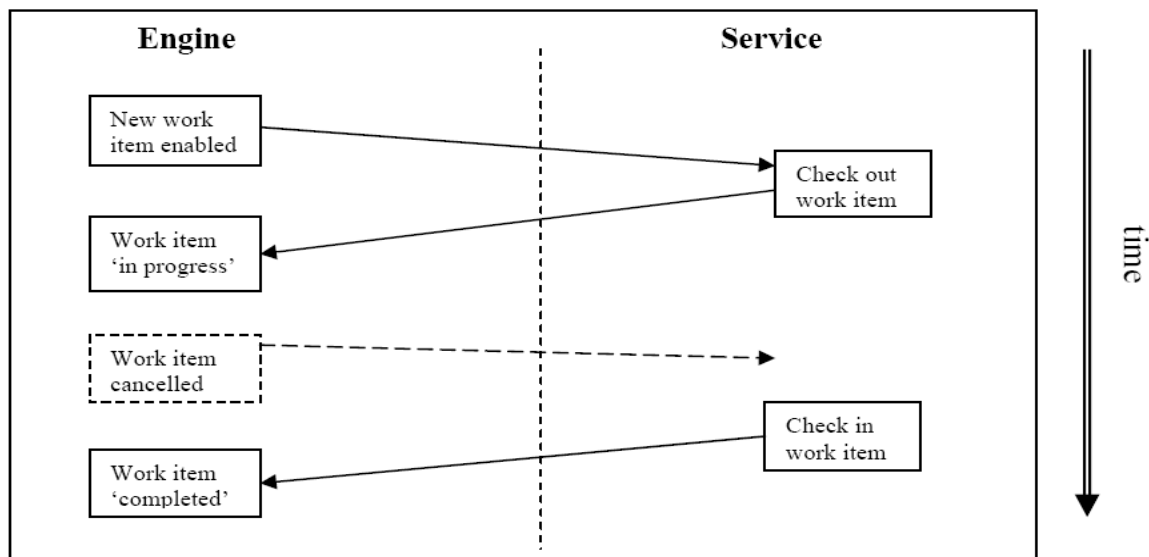 Engine
Service
New work
item enabled
Check out
work item
Work item
‘in progress’
time
Work item
cancelled
Check in
work item
Work item
‘completed’